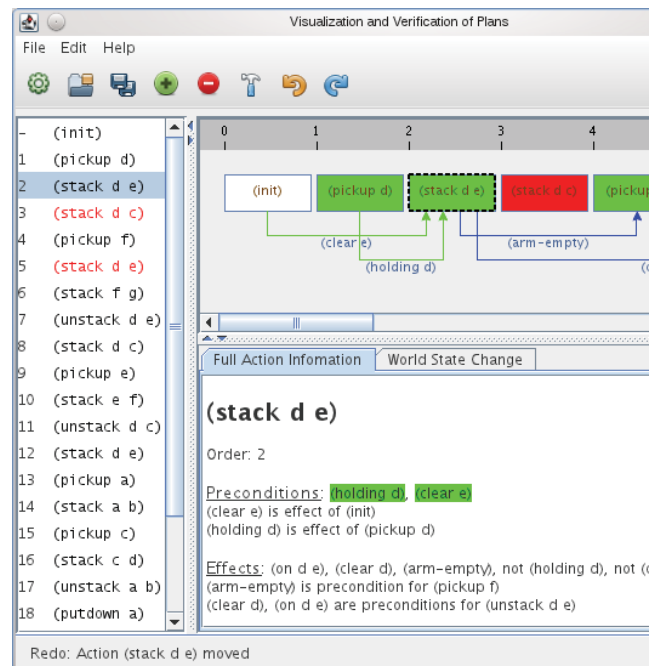 Visualization and Verification of Plans
File Edit Help
- (init)
1 (pickup d)
2 (stack d e)
3 (stack d c)
4 (pickup f)
5 (stack d e)
6 (stack f g)
7 (unstack d e)
8 (stack d c)
9 (pickup e)
10 (stack e f)
11 (unstack d c)
12 (stack d e)
13 (pickup a)
14 (stack a b)
15 (pickup c)
16 (stack c d)
17 (unstack a b)
18 (putdown a)
0 1 2 3 4
(init) (pickup d) (stack d e) (stack d c) (pickup
(clear e) (arm-empty)
(holding d) (
Full Action Infomation World State Change
(stack d e)
Order: 2
Preconditions: (holding d), (clear e)
(clear e) is effect of (init)
(holding d) is effect of (pickup d)
Effects: (on d e), (clear d), (arm-empty), not (holding d), not (
(arm-empty) is precondition for (pickup f)
(clear d), (on d e) are preconditions for (unstack d e)
Redo: Action (stack d e) moved